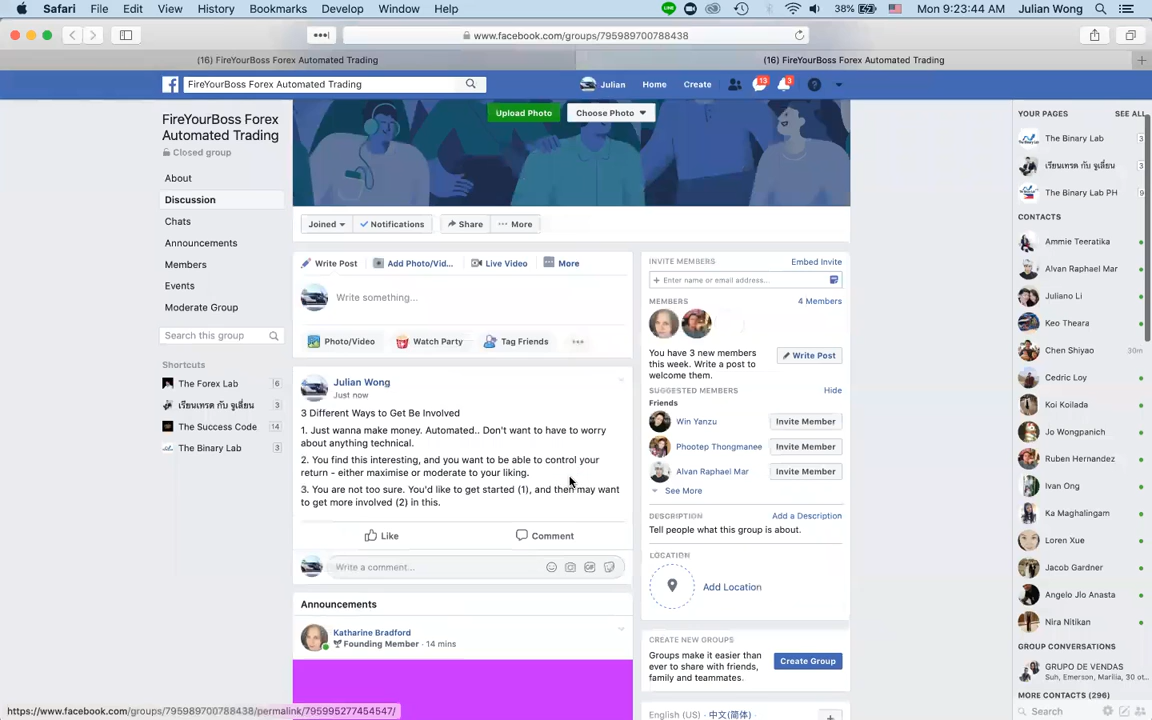 Safari File Edit View History Bookmarks Develop Window Help 38% Mon 9:23:44 AM Julian Wong
www.facebook.com/groups/795989700788438
(16) FireYourBoss Forex Automated Trading
(16) FireYourBoss Forex Automated Trading
FireYourBoss Forex Automated Trading
Julian Home Create 13 3
FireYourBoss Forex
Automated Trading
Closed group
About
Discussion
Chats
Announcements
Members
Events
Moderate Group
Search this group
Shortcuts
The Forex Lab 6
เรียนเทรด กับ จูเลี่ยน 3
The Success Code 14
The Binary Lab 3
Upload Photo Choose Photo
Joined Notifications Share More
Write Post Add Photo/Vid... Live Video More
Write something...
Photo/Video Watch Party Tag Friends
Julian Wong
Just now
3 Different Ways to Get Be Involved
1. Just wanna make money. Automated.. Don't want to have to worry
about anything technical.
2. You find this interesting, and you want to be able to control your
return - either maximise or moderate to your liking.
3. You are not too sure. You'd like to get started (1), and then may want
to get more involved (2) in this.
Like Comment
Write a comment...
GIF
Announcements
Katharine Bradford
Founding Member · 14 mins
INVITE MEMBERS Embed Invite
+ Enter name or email address...
MEMBERS 4 Members
You have 3 new members
this week. Write a post to
welcome them.
Write Post
SUGGESTED MEMBERS Hide
Friends
Win Yanzu Invite Member
Phootep Thongmanee Invite Member
Alvan Raphael Mar Invite Member
See More
DESCRIPTION Add a Description
Tell people what this group is about.
LOCATION
Add Location
CREATE NEW GROUPS
Groups make it easier than
ever to share with friends,
family and teammates.
Create Group
English (US) · 中文(简体) ·
YOUR PAGES SEE ALL
The Binary Lab 3
เรียนเทรด กับ จูเลี่ยน 3
The Binary Lab PH 9
CONTACTS
Ammie Teeratika
Alvan Raphael Mar
Juliano Li
Keo Theara
Chen Shiyao 30m
Cedric Loy
Koi Koilada
Jo Wongpanich
Ruben Hernandez
Ivan Ong
Ka Maghalingam
Loren Xue
Jacob Gardner
Angelo Jlo Anasta
Nira Nitikan
GROUP CONVERSATIONS
GRUPO DE VENDAS
Suh, Emerson, Marília, 30 ot...
MORE CONTACTS (296)
Search
https://www.facebook.com/groups/795989700788438/permalink/795995277454547/